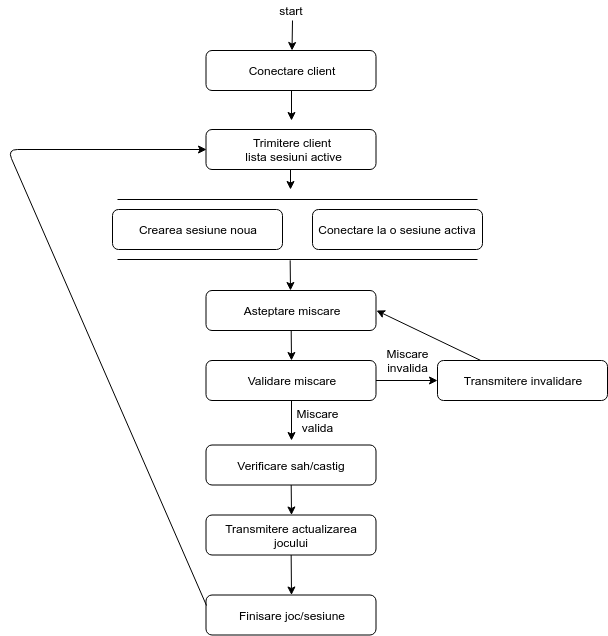 start
Conectare client
Trimitere client
lista sesiuni active
Crearea sesiune noua
Conectare la o sesiune activa
Asteptare miscare
Validare miscare
Miscare
invalida
Transmitere invalidare
Miscare
valida
Verificare sah/castig
Transmitere actualizarea
jocului
Finisare joc/sesiune